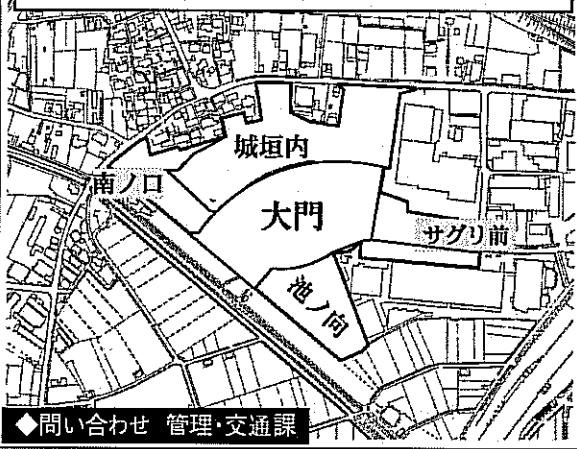 城垣内
南ノ口
大門
サグリ前
池ノ向
◆問い合わせ 管理・交通課